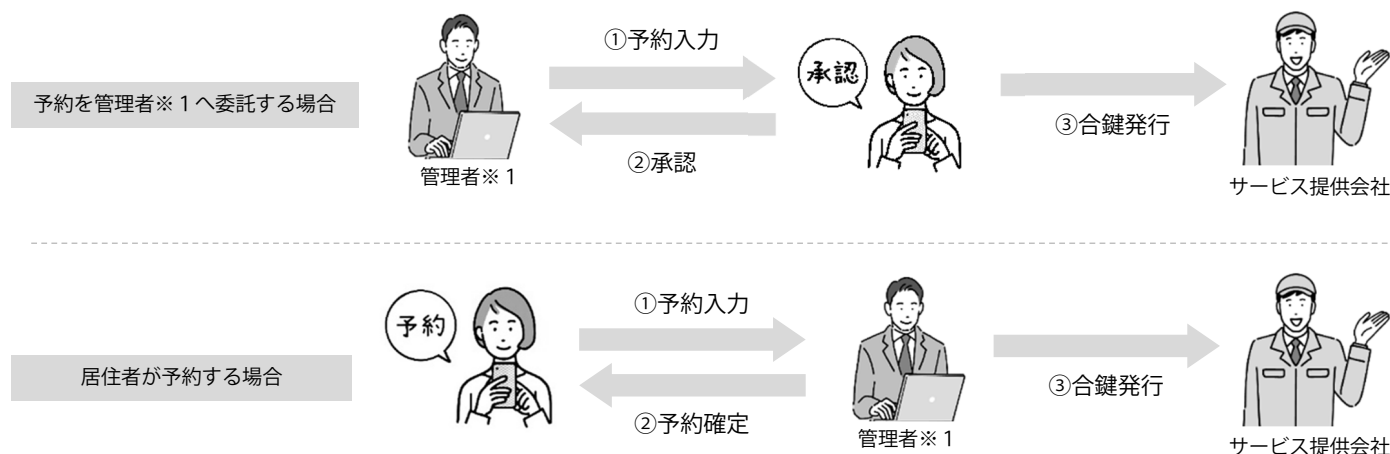 予約を管理者※1へ委託する場合
管理者※1
①予約入力
②承認
承認
③合鍵発行
サービス提供会社
居住者が予約する場合
予約
①予約入力
②予約確定
管理者※1
③合鍵発行
サービス提供会社